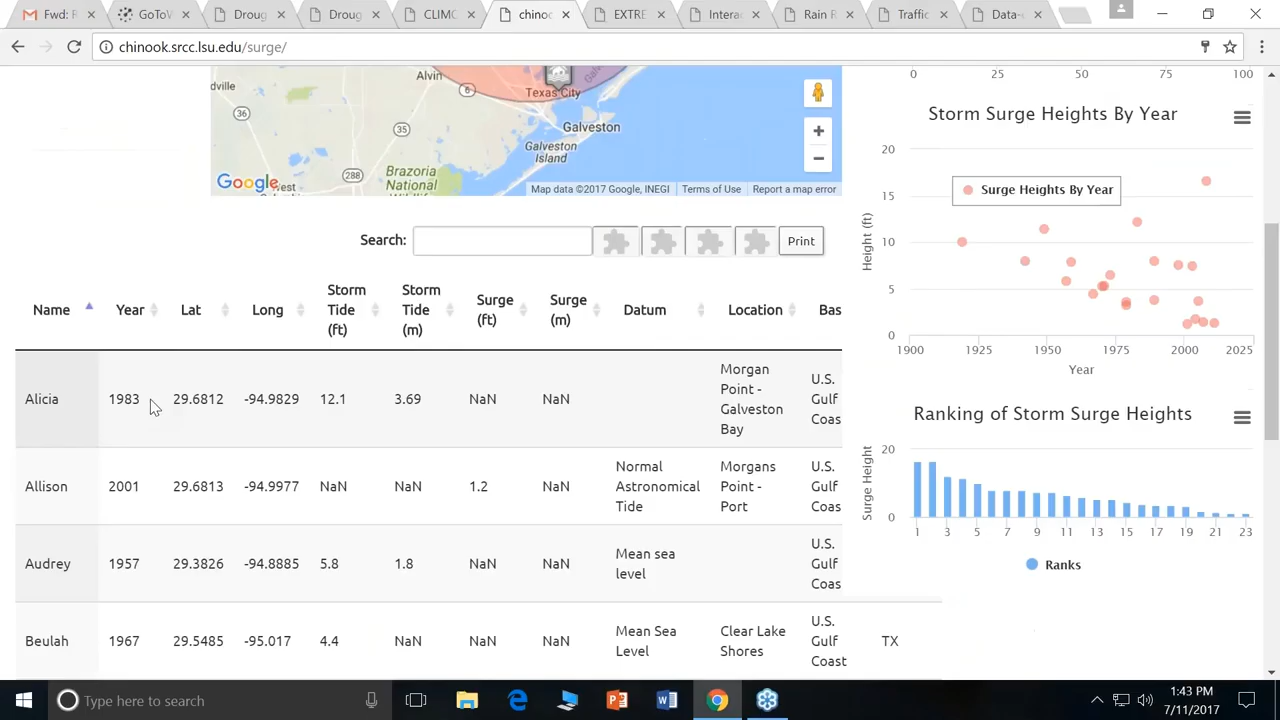 Fwd: F
GoToV
Droug
Droug
CLIMC
chinoo
EXTRE
Intera
Rain R
Traffic
Data-
chinook.srcc.lsu.edu/surge/
dville
Alvin
6
Texas City
36
35
Galveston
Galveston
Island
288
Brazoria
National
Google
West
Map data ©2017 Google, INEGI
Terms of Use
Report a map error
Search:
Print
Name Year Lat Long Storm Tide (ft) Storm Tide (m) Surge (ft) Surge (m) Datum Location Bas
Alicia 1983 29.6812 -94.9829 12.1 3.69 NaN NaN Morgan Point - Galveston Bay U.S. Gulf Coas
Allison 2001 29.6813 -94.9977 NaN NaN 1.2 NaN Normal Astronomical Tide Morgans Point - Port U.S. Gulf Coas
Audrey 1957 29.3826 -94.8885 5.8 1.8 NaN NaN Mean sea level U.S. Gulf Coas
Beulah 1967 29.5485 -95.017 4.4 NaN NaN NaN Mean Sea Level Clear Lake Shores U.S. Gulf Coast TX
0 25 50 75 100
Storm Surge Heights By Year
20
Surge Heights By Year
15
Height (ft)
10
5
0
1900 1925 1950 1975 2000 2025
Year
Ranking of Storm Surge Heights
20
Surge Height
0
1 3 5 7 9 11 13 15 17 19 21 23
Ranks
Type here to search
1:43 PM
7/11/2017